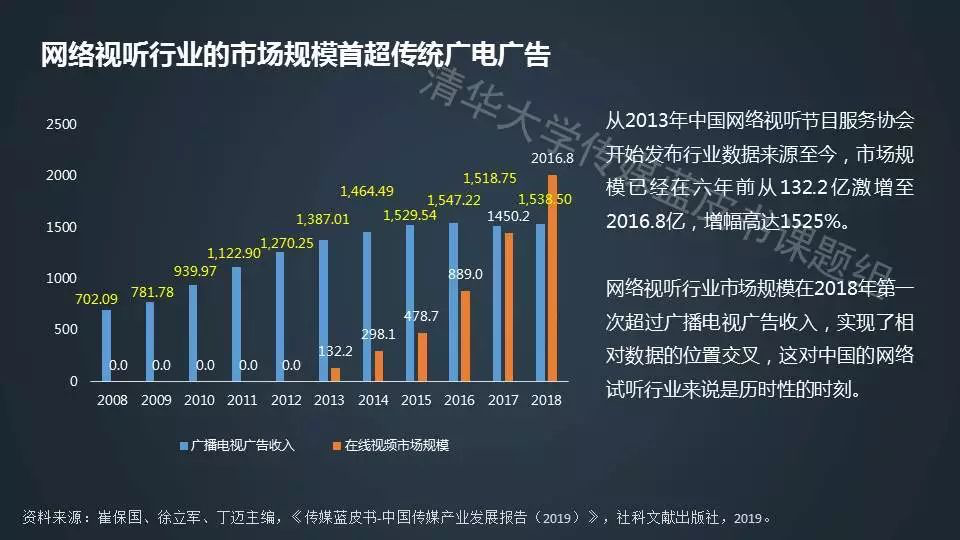 网络视听行业的市场规模首超传统广电广告
清华大学传媒蓝皮书课题组
2500
2000
1500
1000
500
0
702.09
781.78
939.97
1,122.90
1,270.25
1,387.01
1,464.49
1,529.54
1,547.22
1,518.75
1,538.50
0.0
0.0
0.0
0.0
0.0
132.2
298.1
478.7
889.0
1450.2
2016.8
2008 2009 2010 2011 2012 2013 2014 2015 2016 2017 2018
广播电视广告收入 在线视频市场规模
从2013年中国网络视听节目服务协会
开始发布行业数据来源至今，市场规
模已经在六年前从132.2亿激增至
2016.8亿，增幅高达1525%。
网络视听行业市场规模在2018年第一
次超过广播电视广告收入，实现了相
对数据的位置交叉，这对中国的网络
试听行业来说是历时性的时刻。
资料来源：崔保国、徐立军、丁迈主编，《传媒蓝皮书-中国传媒产业发展报告（2019）》，社科文献出版社，2019。